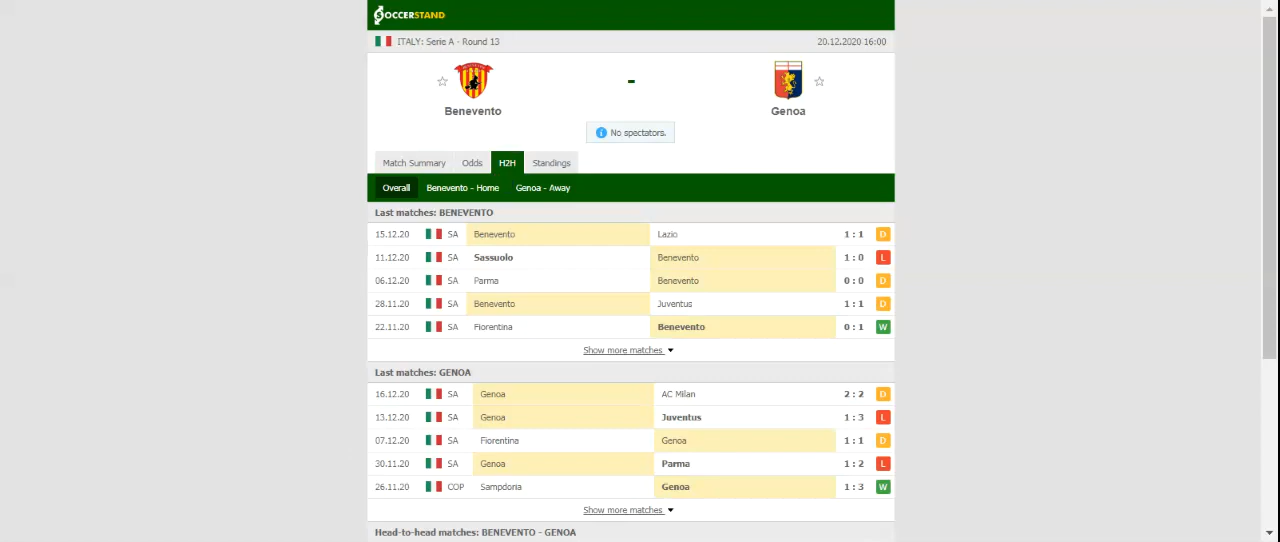 SOCCERSTAND
ITALY: Serie A - Round 13 20.12.2020 16:00
-
Benevento Genoa
No spectators.
Match Summary Odds H2H Standings
Overall Benevento - Home Genoa - Away
Last matches: BENEVENTO
15.12.20 SA Benevento Lazio 1 : 1 D
11.12.20 SA Sassuolo Benevento 1 : 0 L
06.12.20 SA Parma Benevento 0 : 0 D
28.11.20 SA Benevento Juventus 1 : 1 D
22.11.20 SA Fiorentina Benevento 0 : 1 W
Show more matches
Last matches: GENOA
16.12.20 SA Genoa AC Milan 2 : 2 D
13.12.20 SA Genoa Juventus 1 : 3 L
07.12.20 SA Fiorentina Genoa 1 : 1 D
30.11.20 SA Genoa Parma 1 : 2 L
26.11.20 COP Sampdoria Genoa 1 : 3 W
Show more matches
Head-to-head matches: BENEVENTO - GENOA